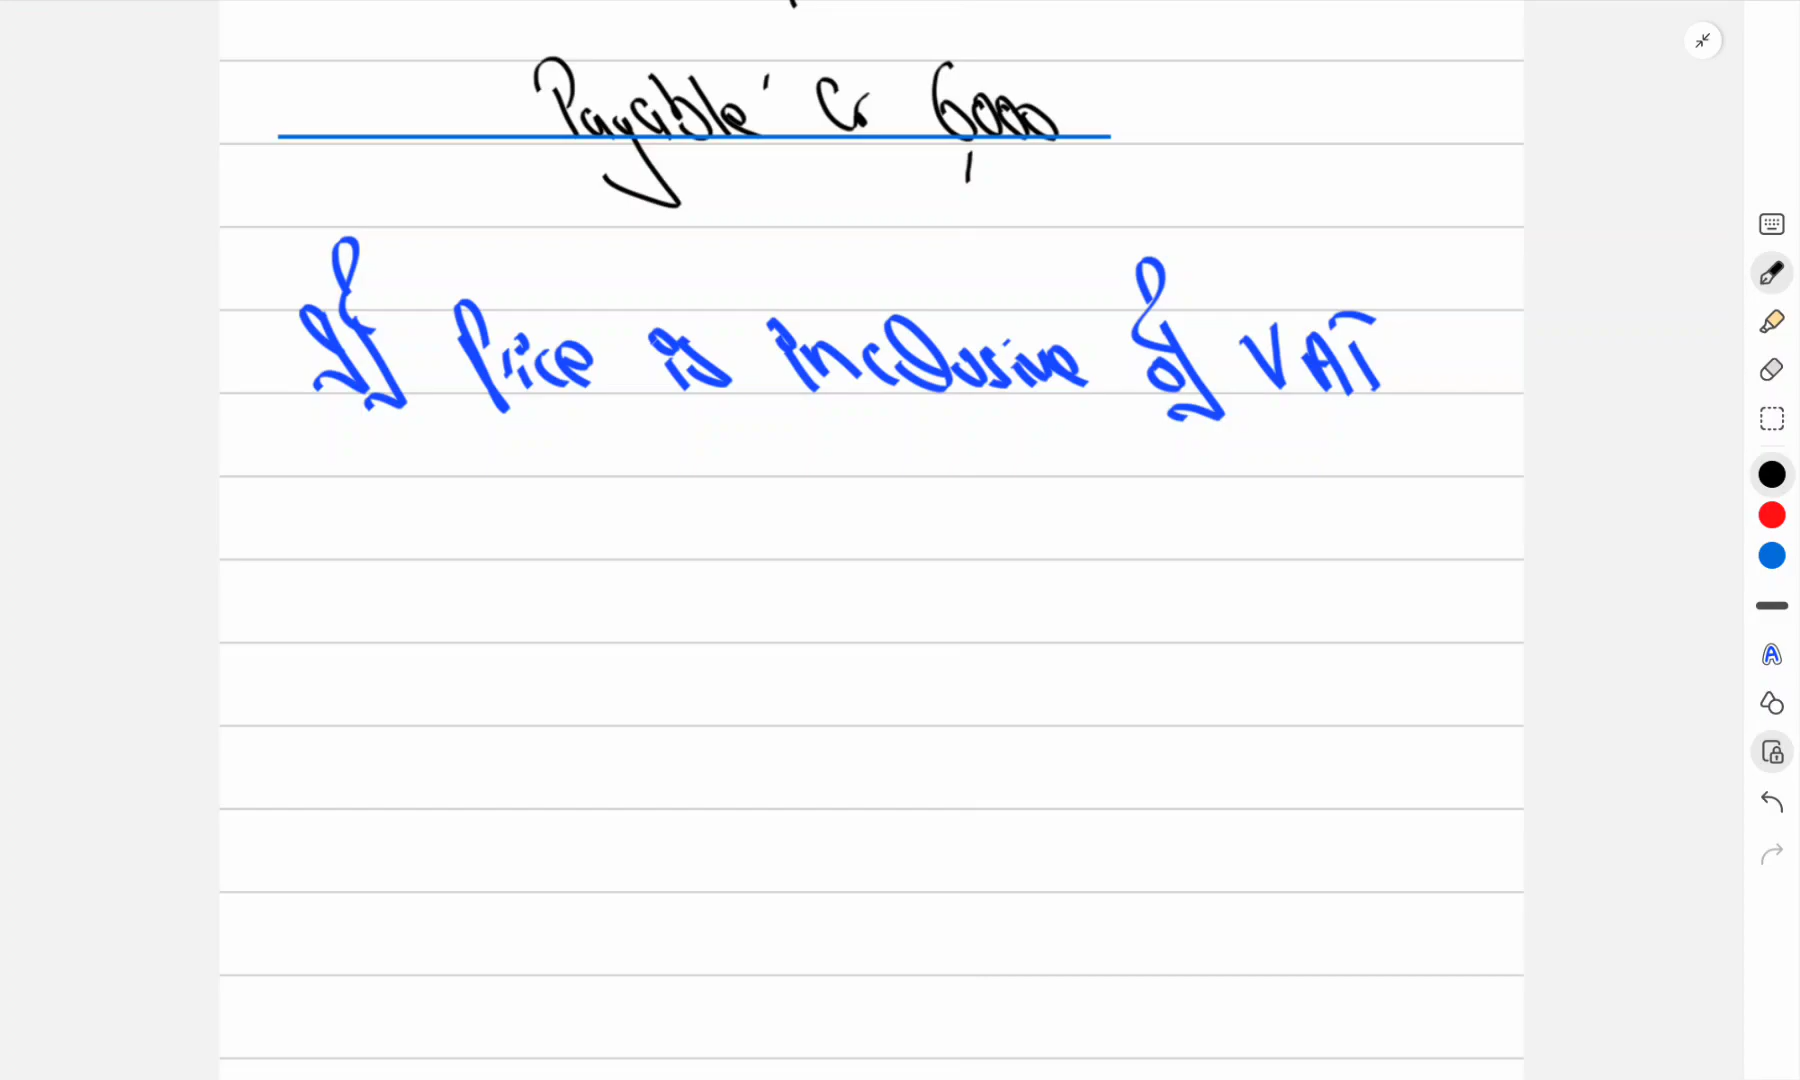 Payable Cr 6000
If Price is inclusive of VAT